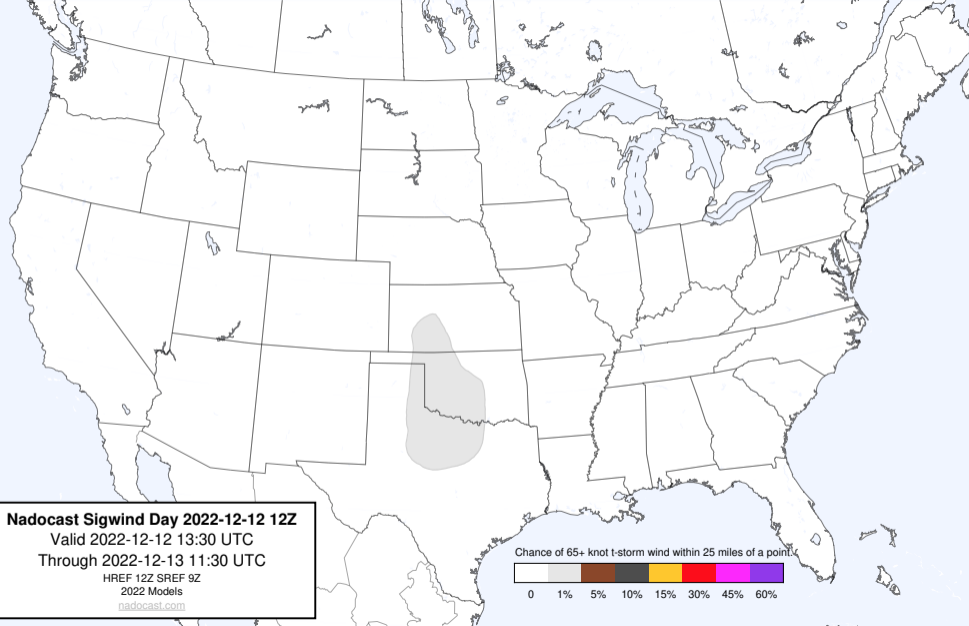 Nadocast Sigwind Day 2022-12-12 12Z
Valid 2022-12-12 13:30 UTC
Through 2022-12-13 11:30 UTC
HREF 12Z SREF 9Z
2022 Models
nadocast.com
Chance of 65+ knot t-storm wind within 25 miles of a point.
0 1% 5% 10% 15% 30% 45% 60%